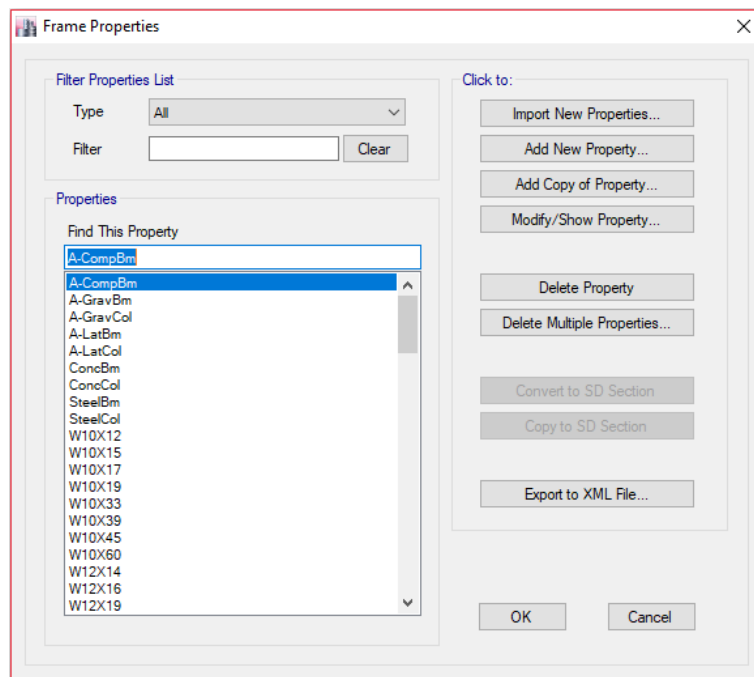 Frame Properties
Filter Properties List
Type All
Filter Clear
Properties
Find This Property
A-CompBm
A-CompBm
A-GravBm
A-GravCol
A-LatBm
A-LatCol
ConcBm
ConcCol
SteelBm
SteelCol
W10X12
W10X15
W10X17
W10X19
W10X33
W10X39
W10X45
W10X60
W12X14
W12X16
W12X19
Click to:
Import New Properties...
Add New Property...
Add Copy of Property...
Modify/Show Property...
Delete Property
Delete Multiple Properties...
Convert to SD Section
Copy to SD Section
Export to XML File...
OK Cancel